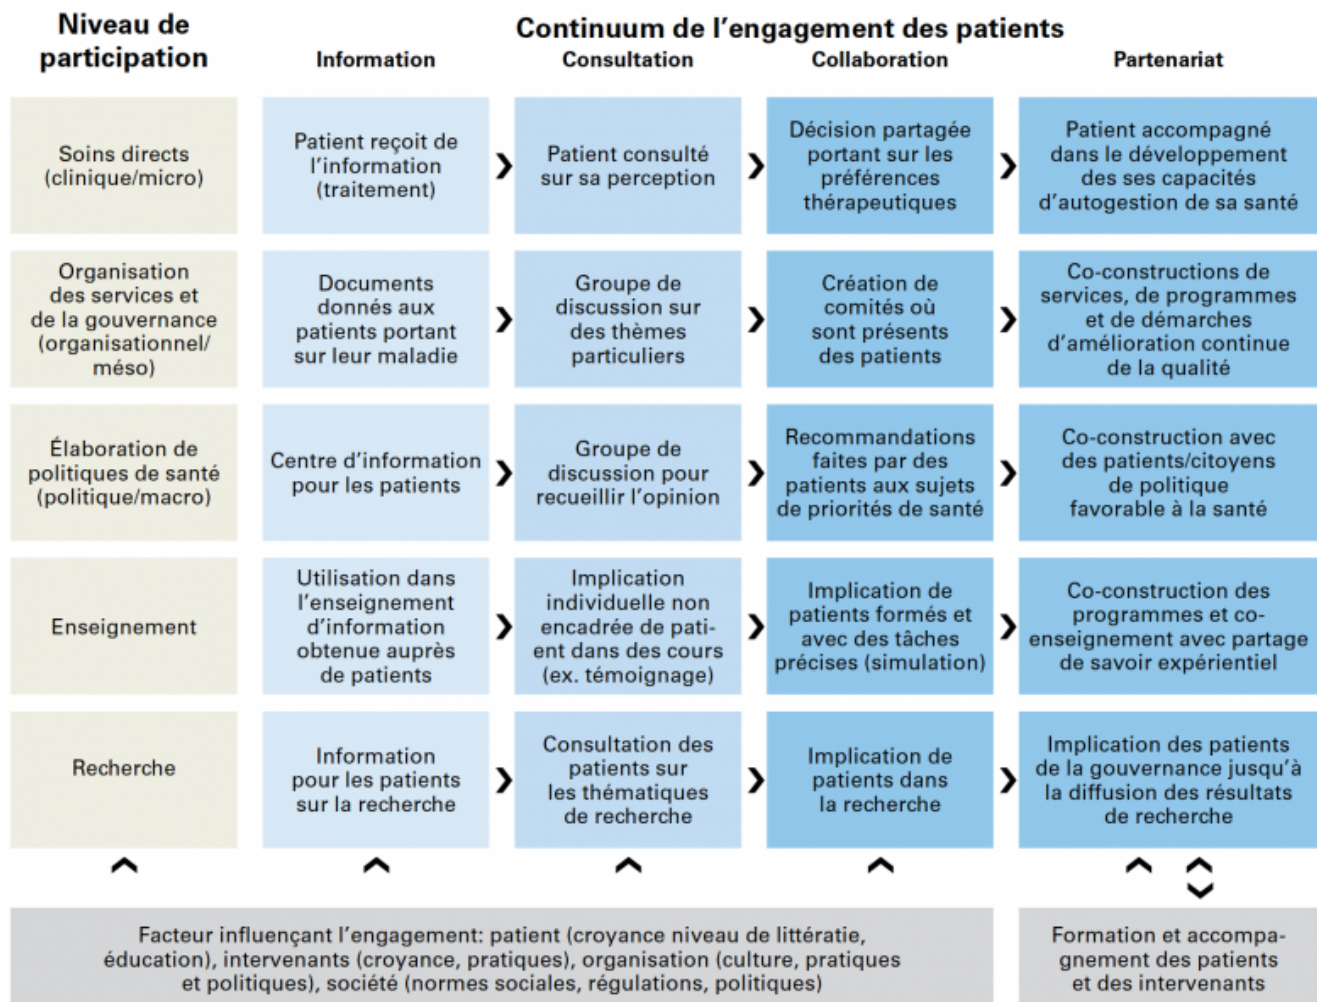 Niveau de
participation
Continuum de l'engagement des patients
Information
Consultation
Collaboration
Partenariat
Soins directs
(clinique/micro)
Patient reçoit de
l'information
(traitement)
Patient consulté
sur sa perception
Décision partagée
portant sur les
préférences
thérapeutiques
Patient accompagné
dans le développement
des ses capacités
d'autogestion de sa santé
Organisation
des services et
de la gouvernance
(organisationnel/
méso)
Documents
donnés aux
patients portant
sur leur maladie
Groupe de
discussion sur
des thèmes
particuliers
Création de
comités où
sont présents
des patients
Co-constructions de
services, de programmes
et de démarches
d'amélioration continue
de la qualité
Élaboration de
politiques de santé
(politique/macro)
Centre d'information
pour les patients
Groupe de
discussion pour
recueillir l'opinion
Recommandations
faites par des
patients aux sujets
de priorités de santé
Co-construction avec
des patients/citoyens
de politique
favorable à la santé
Enseignement
Utilisation dans
l'enseignement
d'information
obtenue auprès
de patients
Implication
individuelle non
encadrée de pati-
ent dans des cours
(ex. témoignage)
Implication de
patients formés et
avec des tâches
précises (simulation)
Co-construction des
programmes et co-
enseignement avec partage
de savoir expérientiel
Recherche
Information
pour les patients
sur la recherche
Consultation des
patients sur
les thématiques
de recherche
Implication de
patients dans
la recherche
Implication des patients
de la gouvernance jusqu'à
la diffusion des résultats
de recherche
Facteur influençant l'engagement: patient (croyance niveau de littératie,
éducation), intervenants (croyance, pratiques), organisation (culture, pratiques
et politiques), société (normes sociales, régulations, politiques)
Formation et accompa-
gnement des patients
et des intervenants